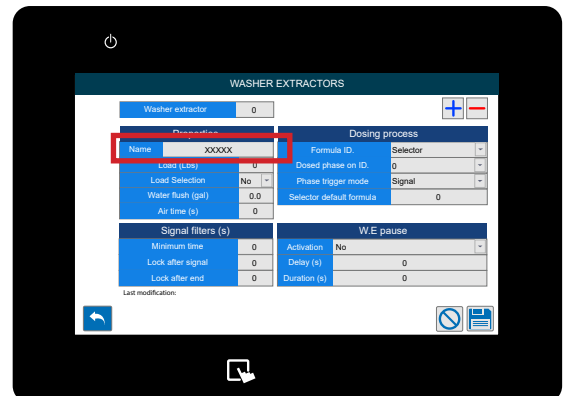 WASHER EXTRACTORS
Washer extractor 0
Properties
Name XXXXX
Load (Lbs) 0
Load Selection No
Water flush (gal) 0.0
Air time (s) 0
Dosing process
Formula ID. Selector
Dosed phase on ID. 0
Phase trigger mode Signal
Selector default formula 0
Signal filters (s)
Minimum time 0
Lock after signal 0
Lock after end 0
W.E pause
Activation No
Delay (s) 0
Duration (s) 0
Last modification: